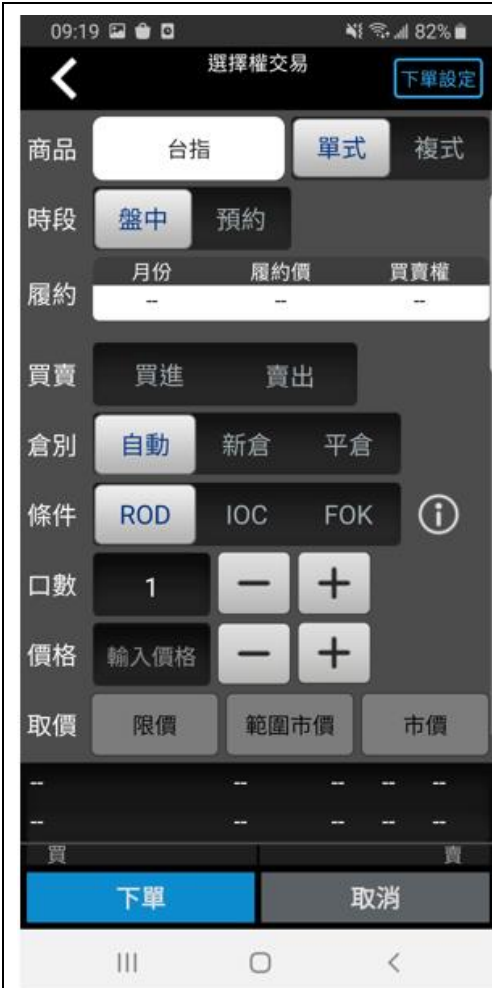 09:19 82%
選擇權交易
下單設定
商品 台指 單式 複式
時段 盤中 預約
月份 履約價 買賣權
履約 -- -- --
買賣 買進 賣出
倉別 自動 新倉 平倉
條件 ROD IOC FOK i
口數 1 − +
價格 輸入價格 − +
取價 限價 範圍市價 市價
-- -- -- -- --
-- -- -- -- --
買 賣
下單 取消